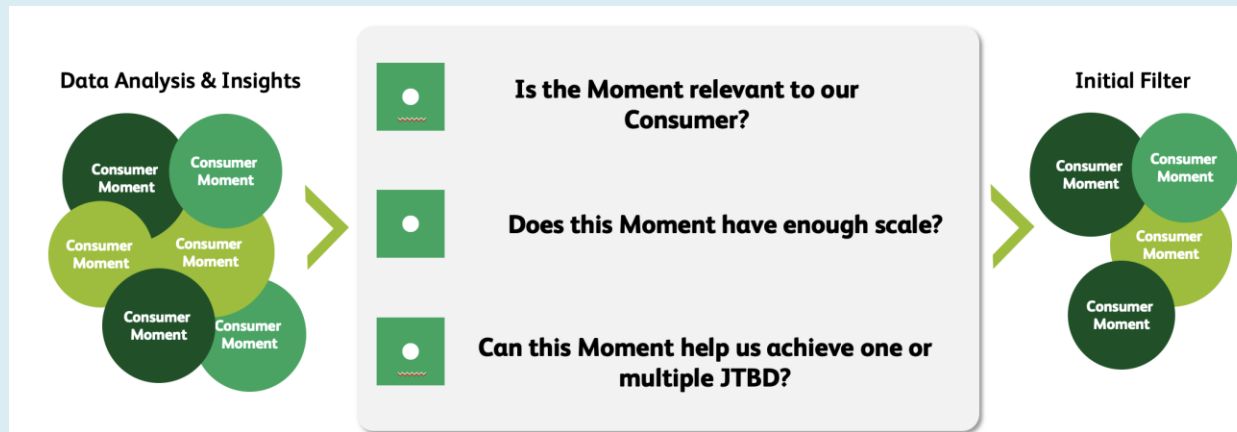 Data Analysis & Insights
Consumer
Moment
Consumer
Moment
Consumer
Moment
Consumer
Moment
Consumer
Moment
Consumer
Moment
Is the Moment relevant to our
Consumer?
Does this Moment have enough scale?
Can this Moment help us achieve one or
multiple JTBD?
Initial Filter
Consumer
Moment
Consumer
Moment
Consumer
Moment
Consumer
Moment